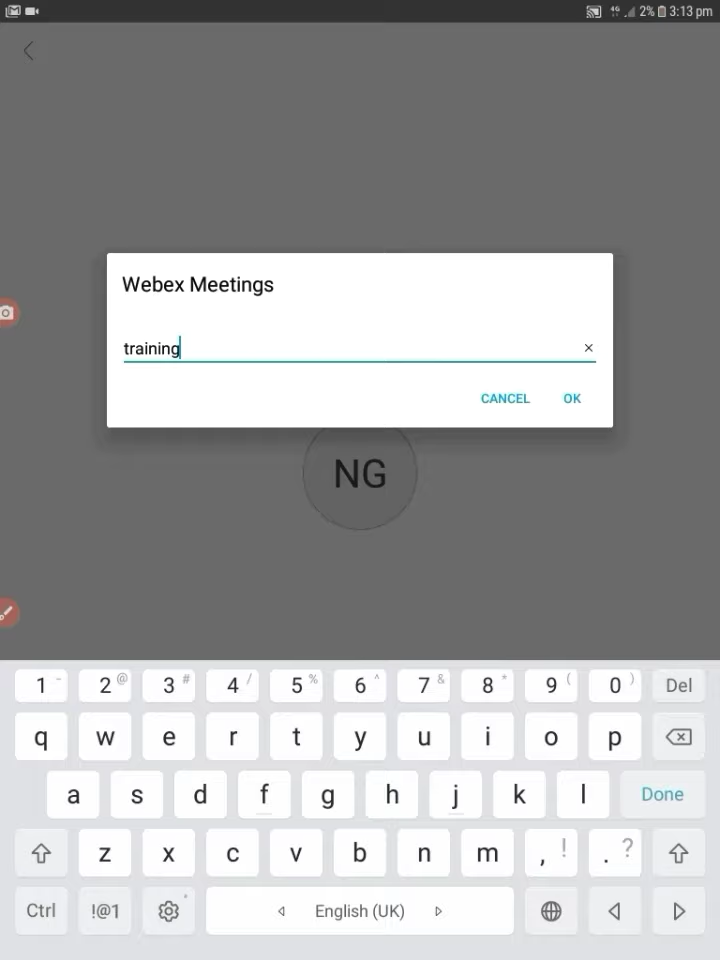 4G 2% 3:13 pm
Webex Meetings
training ×
CANCEL OK
NG
1 - 2 @ 3 # 4 / 5 % 6 ^ 7 & 8 * 9 ( 0 ) Del
q w e r t y u i o p
a s d f g h j k l Done
z x c v b n m , ! . ?
Ctrl !@1 English (UK)